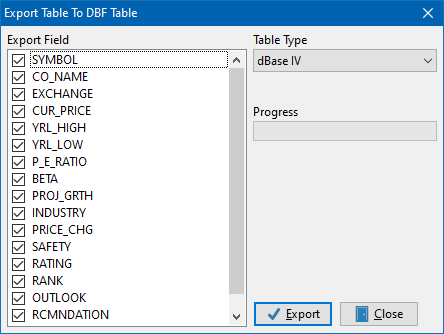 Export Table To DBF Table
Export Field
SYMBOL
CO_NAME
EXCHANGE
CUR_PRICE
YRL_HIGH
YRL_LOW
P_E_RATIO
BETA
PROJ_GRTH
INDUSTRY
PRICE_CHG
SAFETY
RATING
RANK
OUTLOOK
RCMNDATION
Table Type
dBase IV
Progress
Export
Close